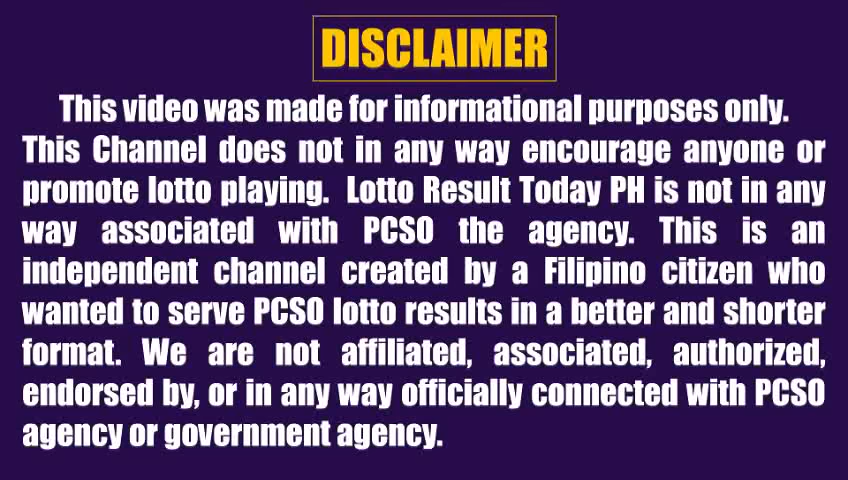 DISCLAIMER
This video was made for informational purposes only.
This Channel does not in any way encourage anyone or
promote lotto playing. Lotto Result Today PH is not in any
way associated with PCSO the agency. This is an
independent channel created by a Filipino citizen who
wanted to serve PCSO lotto results in a better and shorter
format. We are not affiliated, associated, authorized,
endorsed by, or in any way officially connected with PCSO
agency or government agency.